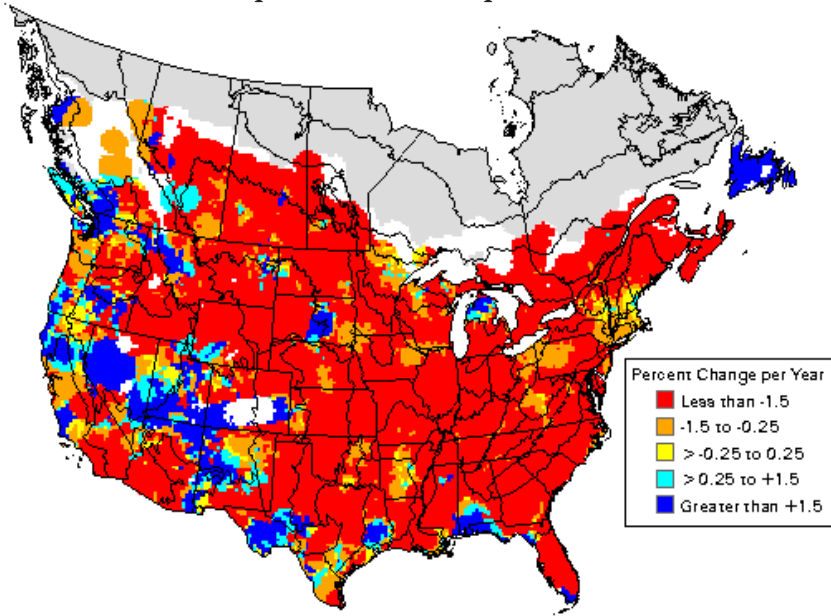 Percent Change per Year
Less than -1.5
-1.5 to -0.25
> -0.25 to 0.25
> 0.25 to +1.5
Greater than +1.5